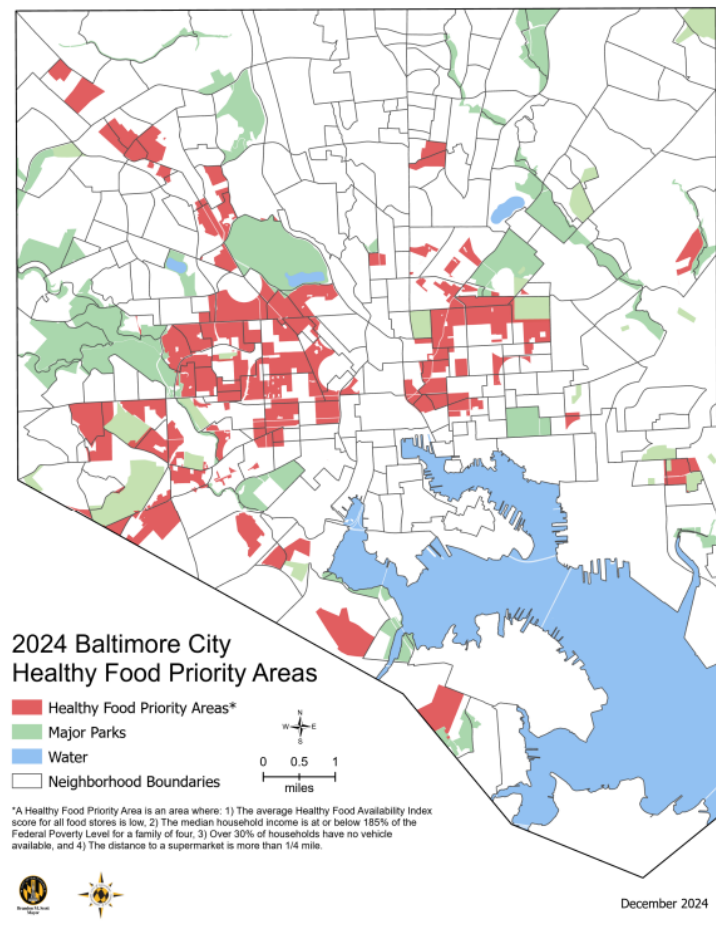 2024 Baltimore City
Healthy Food Priority Areas
Healthy Food Priority Areas*
Major Parks
Water
Neighborhood Boundaries
N
W E
S
0 0.5 1
miles
*A Healthy Food Priority Area is an area where: 1) The average Healthy Food Availability Index
score for all food stores is low, 2) The median household income is at or below 185% of the
Federal Poverty Level for a family of four, 3) Over 30% of households have no vehicle
available, and 4) The distance to a supermarket is more than 1/4 mile.
Brandon M. Scott
Mayor
December 2024